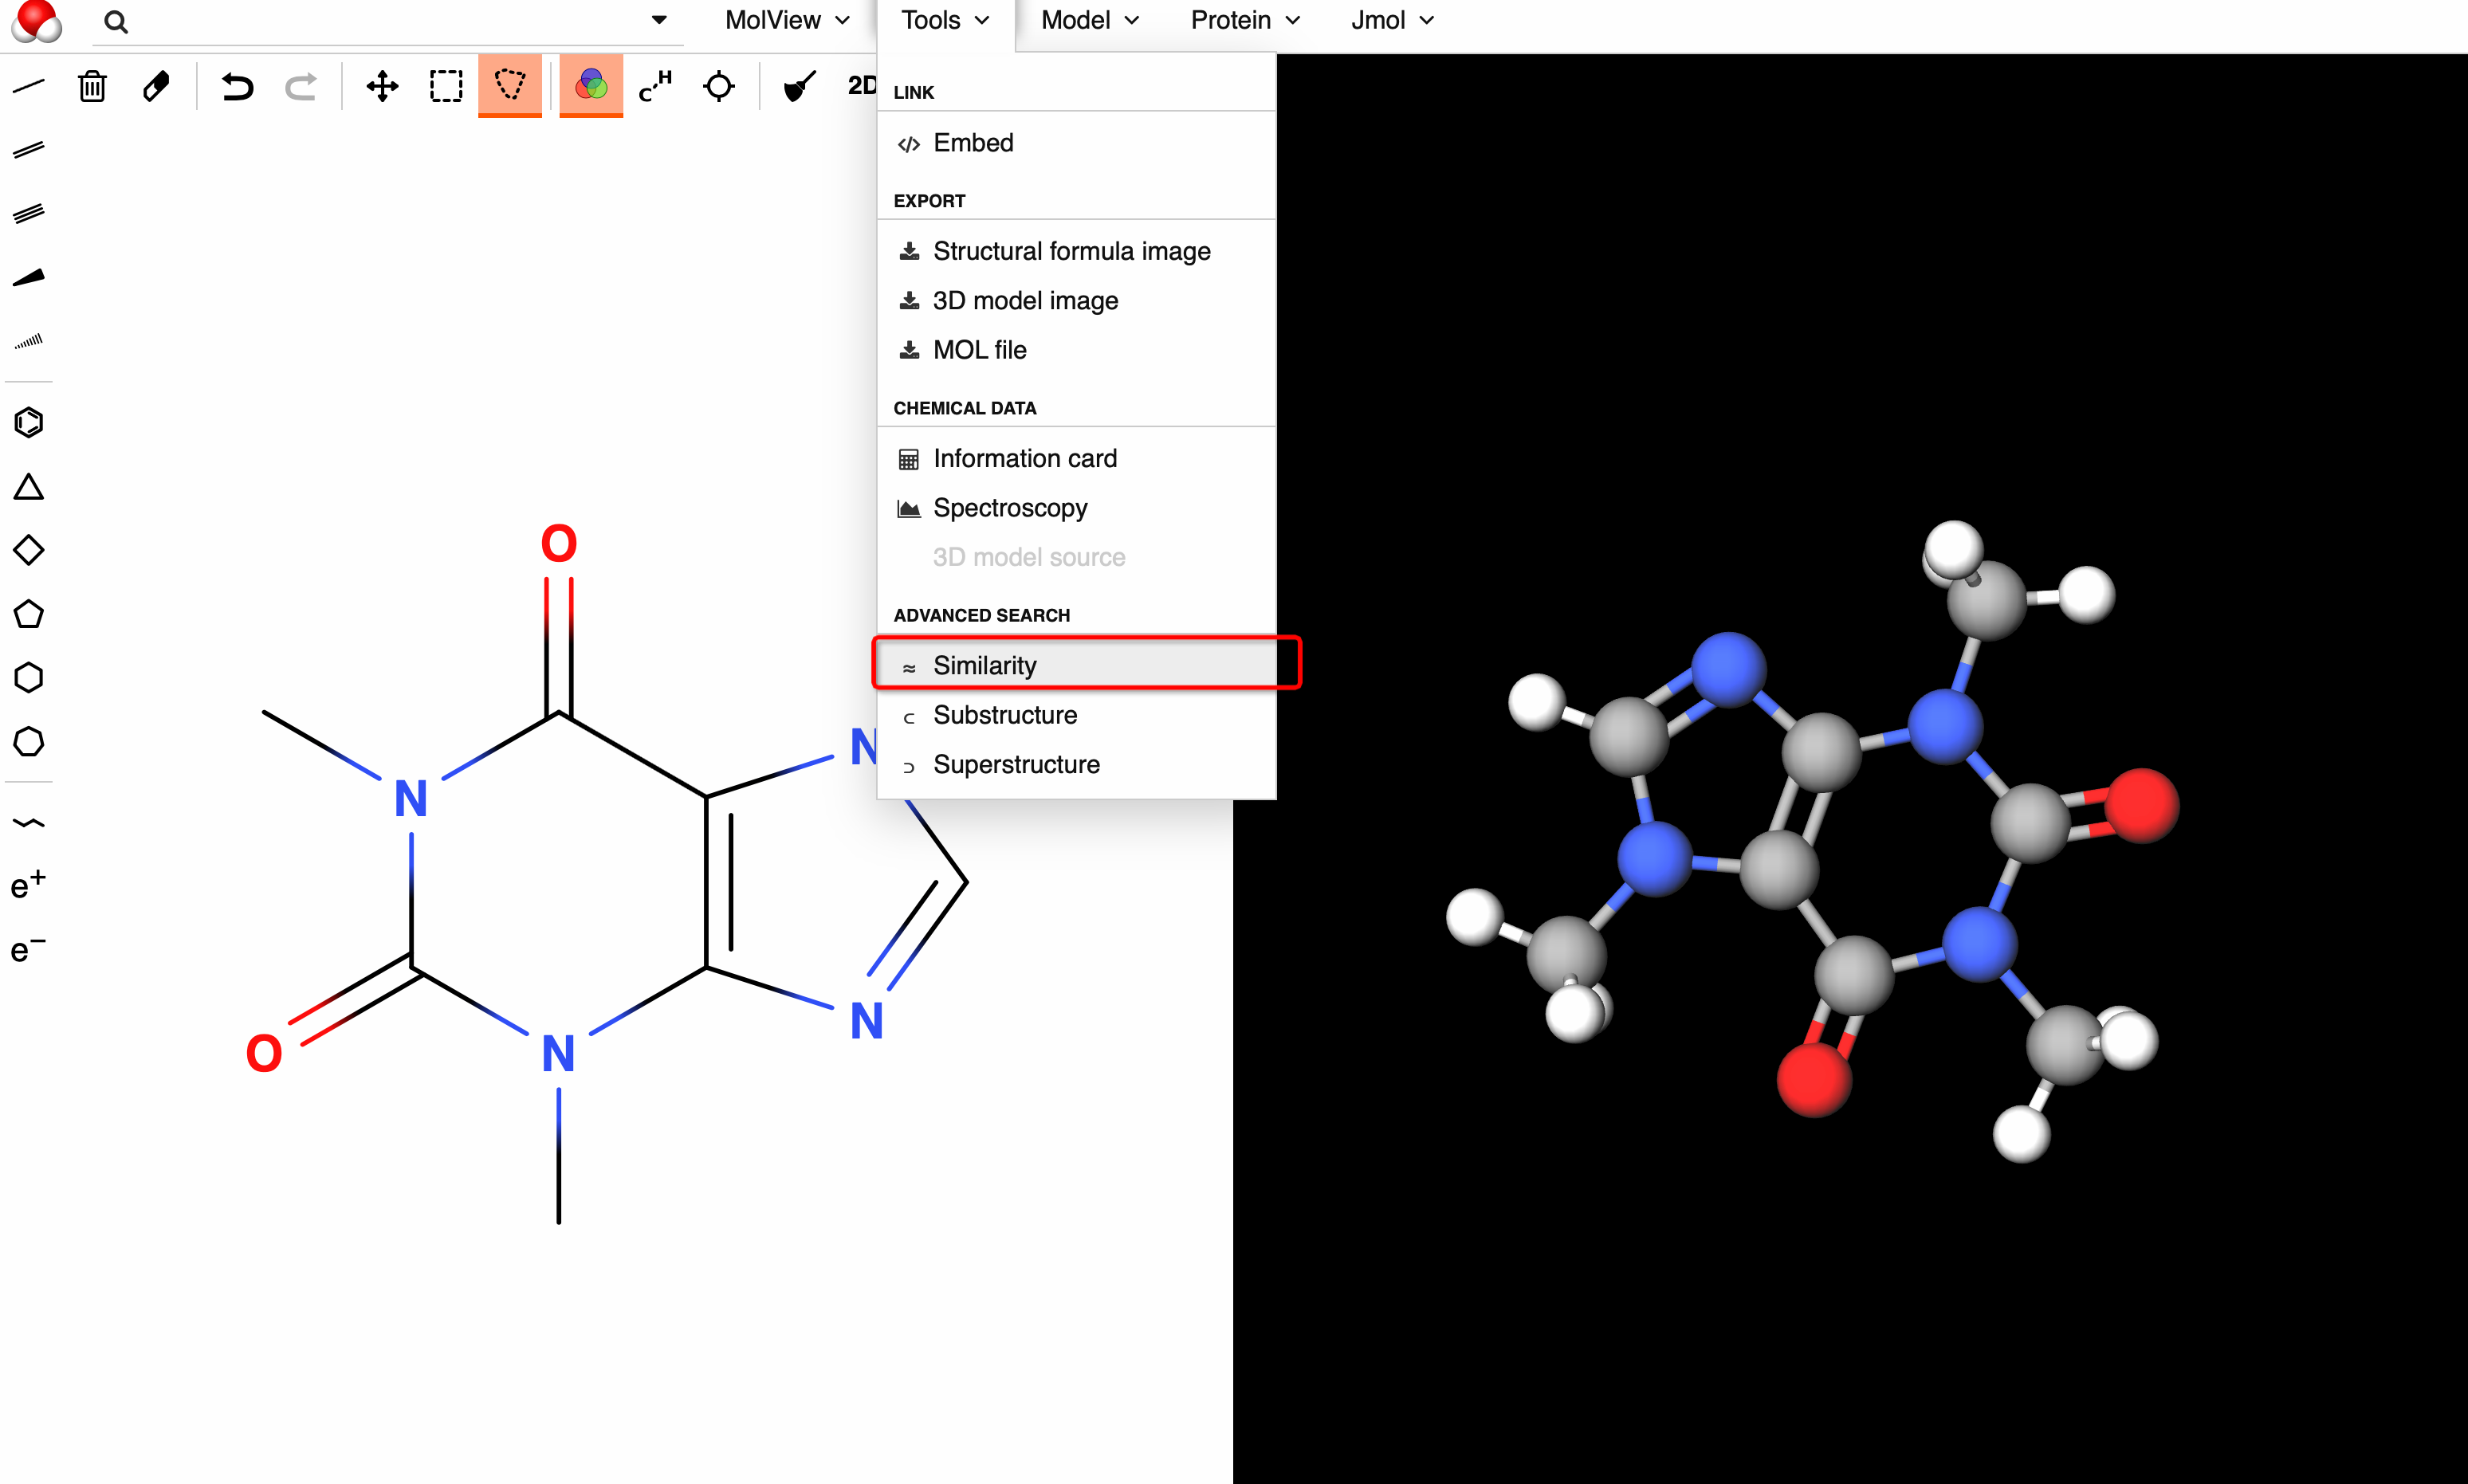 MolView Tools Model Protein Jmol
C H 2D
LINK
Embed
EXPORT
Structural formula image
3D model image
MOL file
CHEMICAL DATA
Information card
Spectroscopy
3D model source
ADVANCED SEARCH
≈ Similarity
⊂ Substructure
⊃ Superstructure
O
N
N
O
N
N
e+
e−